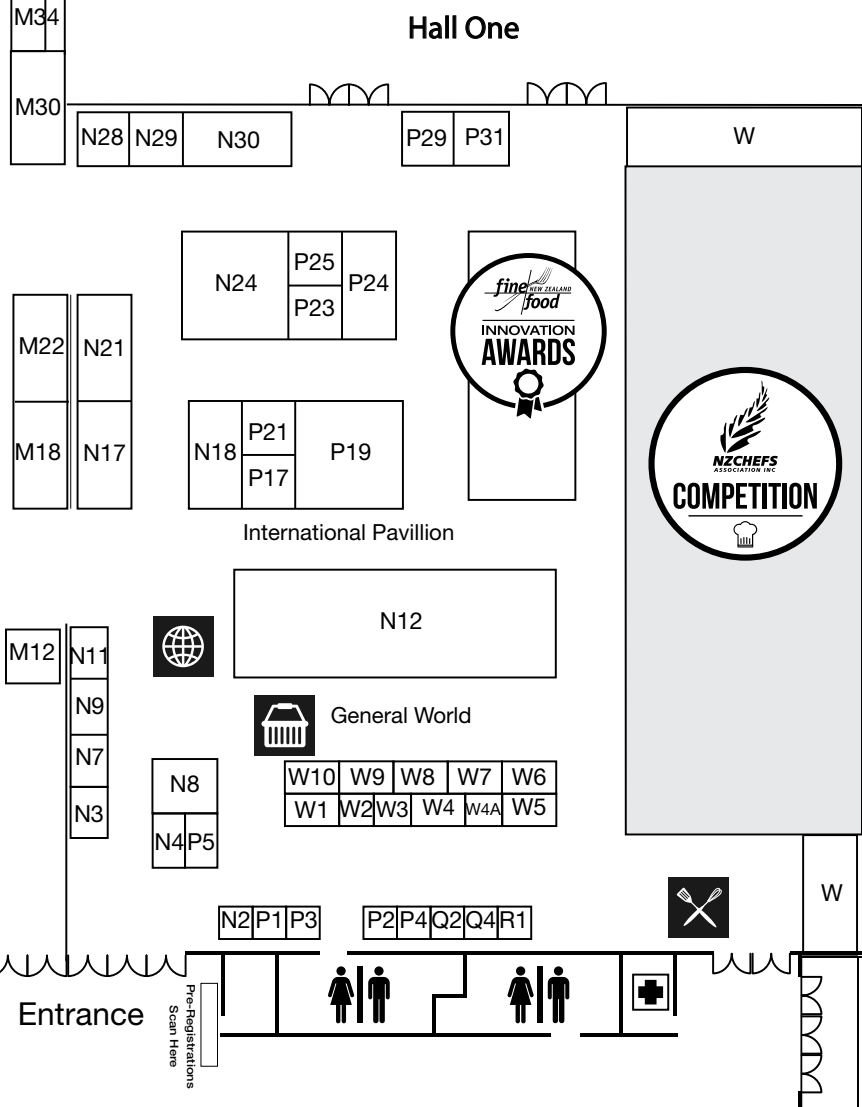 Hall One
M34
M30
N28
N29
N30
P29
P31
W
N24
P25
P23
P24
fine NEW ZEALAND
food
INNOVATION
AWARDS
M22
N21
M18
N17
N18
P21
P17
P19
NZCHEFS
ASSOCIATION INC
COMPETITION
International Pavillion
N12
M12
N11
N9
N7
N3
General World
N8
N4
P5
W10
W9
W8
W7
W6
W1
W2
W3
W4
W4A
W5
W
N2
P1
P3
P2
P4
Q2
Q4
R1
Entrance
Pre-Registrations
Scan Here